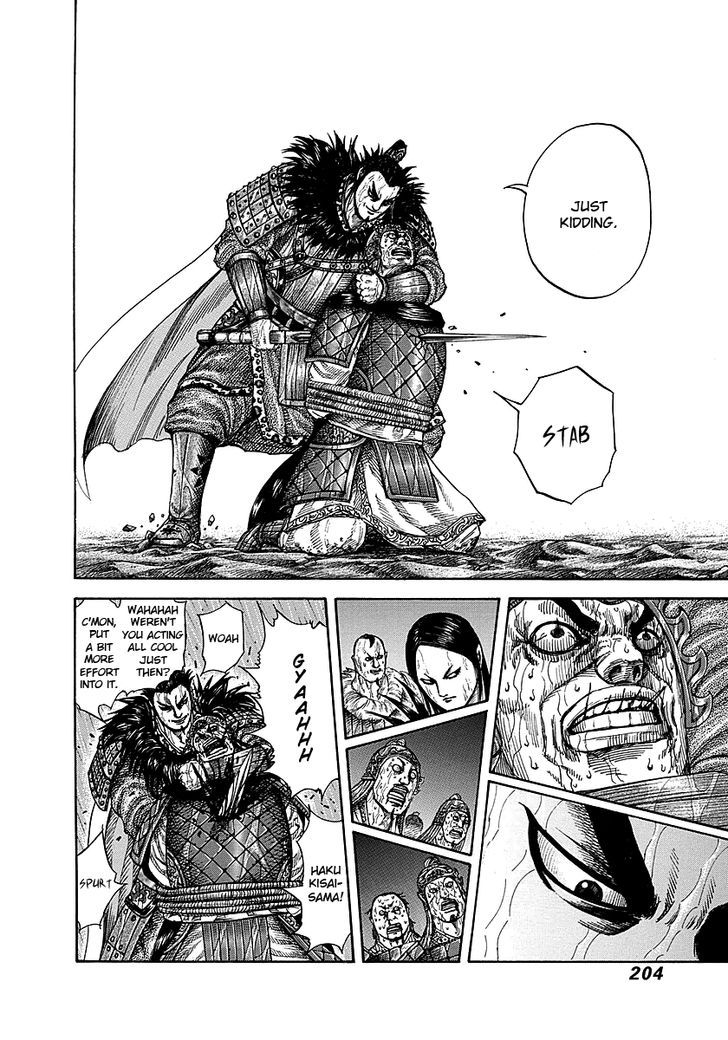 JUST
KIDDING.
STAB
GYAAHHH
WOAH
WAHAHAH
WEREN'T
YOU ACTING
ALL COOL
JUST
THEN?
C'MON,
PUT
A BIT
MORE
EFFORT
INTO IT.
HAKU
KISAI-
SAMA!
SPURT
204